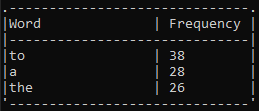 Word | Frequency
to | 38
a | 28
the | 26